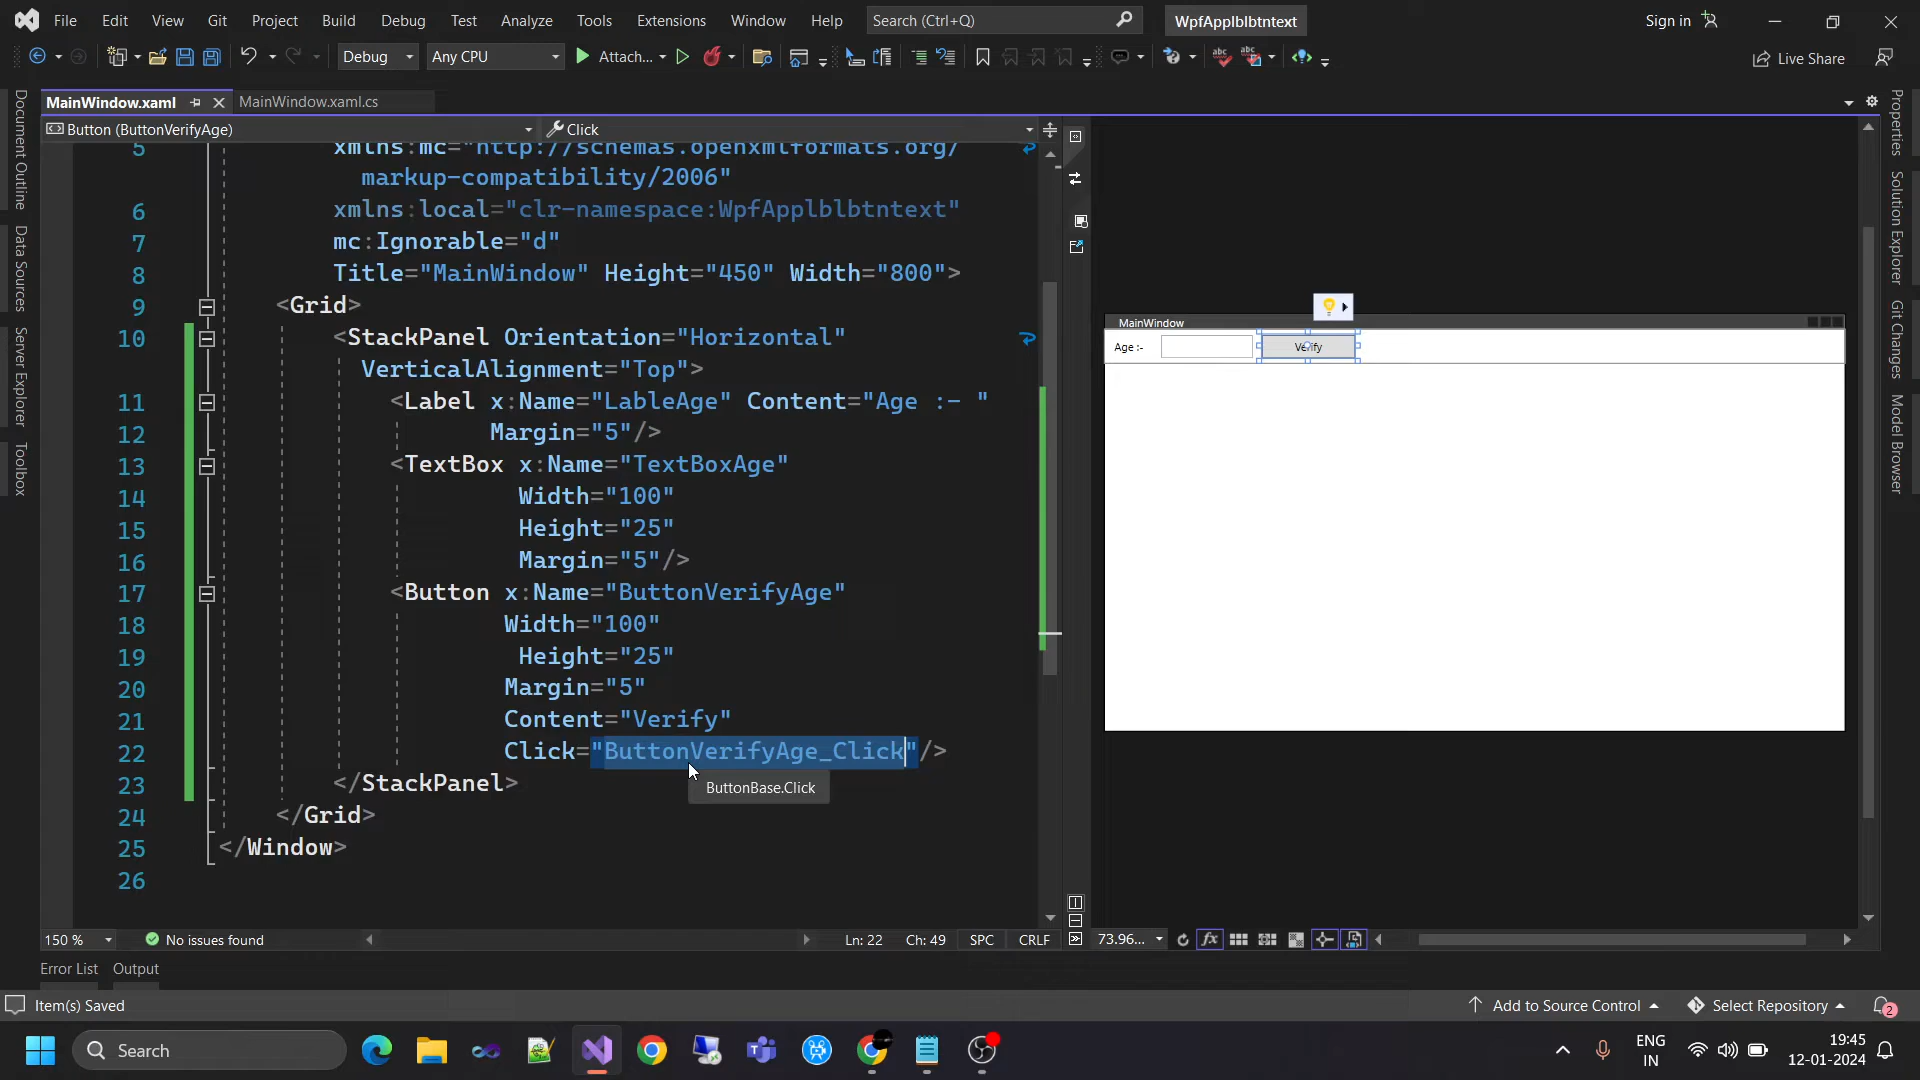 File Edit View Git Project Build Debug Test Analyze Tools Extensions Window Help Search (Ctrl+Q) WpfApplblbtntext Sign in
Debug Any CPU Attach... Live Share
MainWindow.xaml MainWindow.xaml.cs
Button (ButtonVerifyAge) Click
5 xmlns:mc="http://schemas.openxmlformats.org/
markup-compatibility/2006"
6 xmlns:local="clr-namespace:WpfApplblbtntext"
7 mc:Ignorable="d"
8 Title="MainWindow" Height="450" Width="800">
9 <Grid>
10 <StackPanel Orientation="Horizontal"
VerticalAlignment="Top">
11 <Label x:Name="LableAge" Content="Age :- "
12 Margin="5"/>
13 <TextBox x:Name="TextBoxAge"
14 Width="100"
15 Height="25"
16 Margin="5"/>
17 <Button x:Name="ButtonVerifyAge"
18 Width="100"
19 Height="25"
20 Margin="5"
21 Content="Verify"
22 Click="ButtonVerifyAge_Click"/>
23 </StackPanel>
24 </Grid>
25 </Window>
26
ButtonBase.Click
Document Outline
Data Sources
Server Explorer
Toolbox
MainWindow
Age :- Verify
Properties
Solution Explorer
Git Changes
Model Browser
150 % No issues found Ln: 22 Ch: 49 SPC CRLF 73.96...
Error List Output
Item(s) Saved Add to Source Control Select Repository 2
Search ENG 19:45
IN 12-01-2024